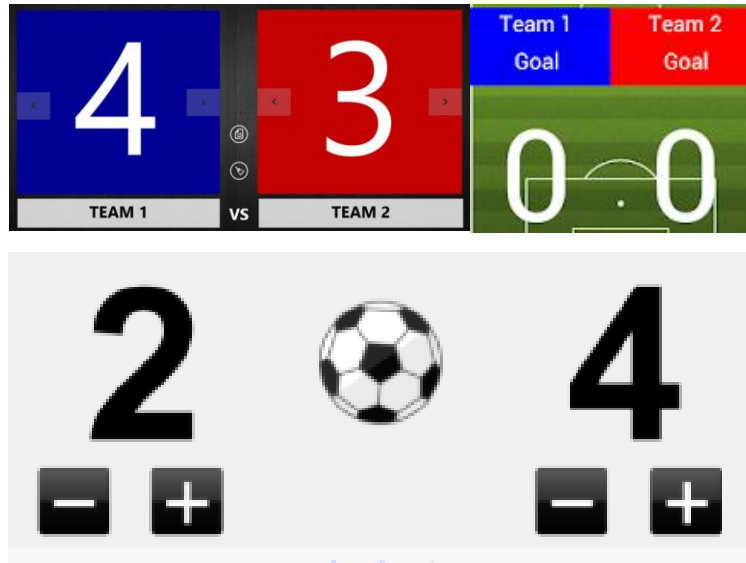 4 3
TEAM 1 VS TEAM 2
Team 1 Team 2
Goal Goal
0 0
2 4
− + − +